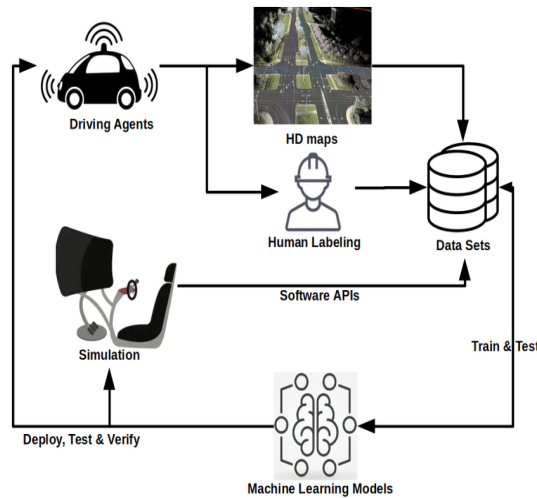 Driving Agents
HD maps
Human Labeling
Data Sets
Software APIs
Simulation
Train & Test
Deploy, Test & Verify
Machine Learning Models